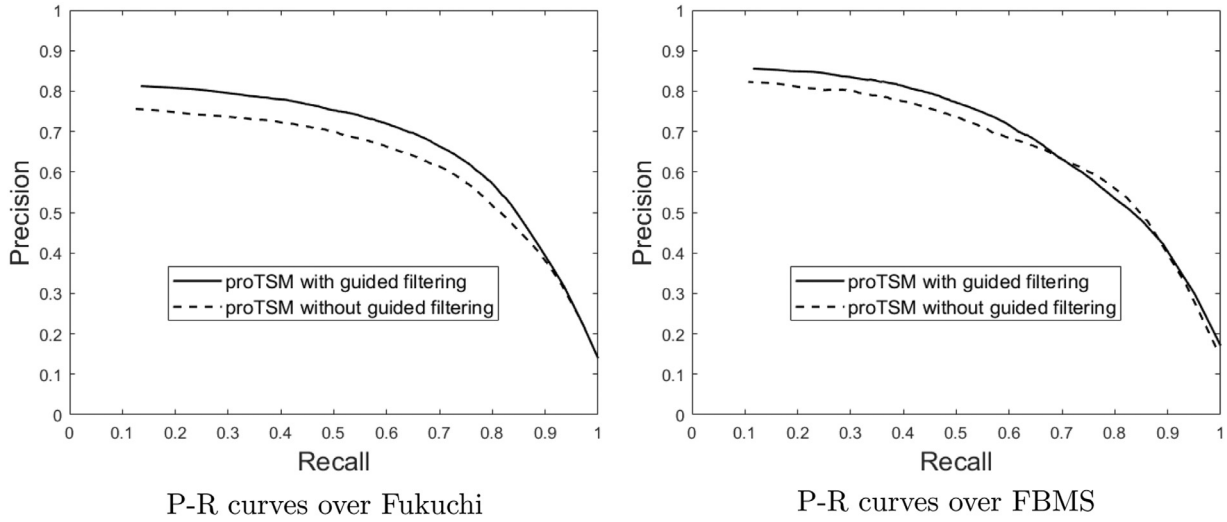 1
0.9
0.8
0.7
0.6
0.5
0.4
0.3
0.2
0.1
0
Precision
proTSM with guided filtering
proTSM without guided filtering
0 0.1 0.2 0.3 0.4 0.5 0.6 0.7 0.8 0.9 1
Recall
P-R curves over Fukuchi
1
0.9
0.8
0.7
0.6
0.5
0.4
0.3
0.2
0.1
0
Precision
proTSM with guided filtering
proTSM without guided filtering
0 0.1 0.2 0.3 0.4 0.5 0.6 0.7 0.8 0.9 1
Recall
P-R curves over FBMS